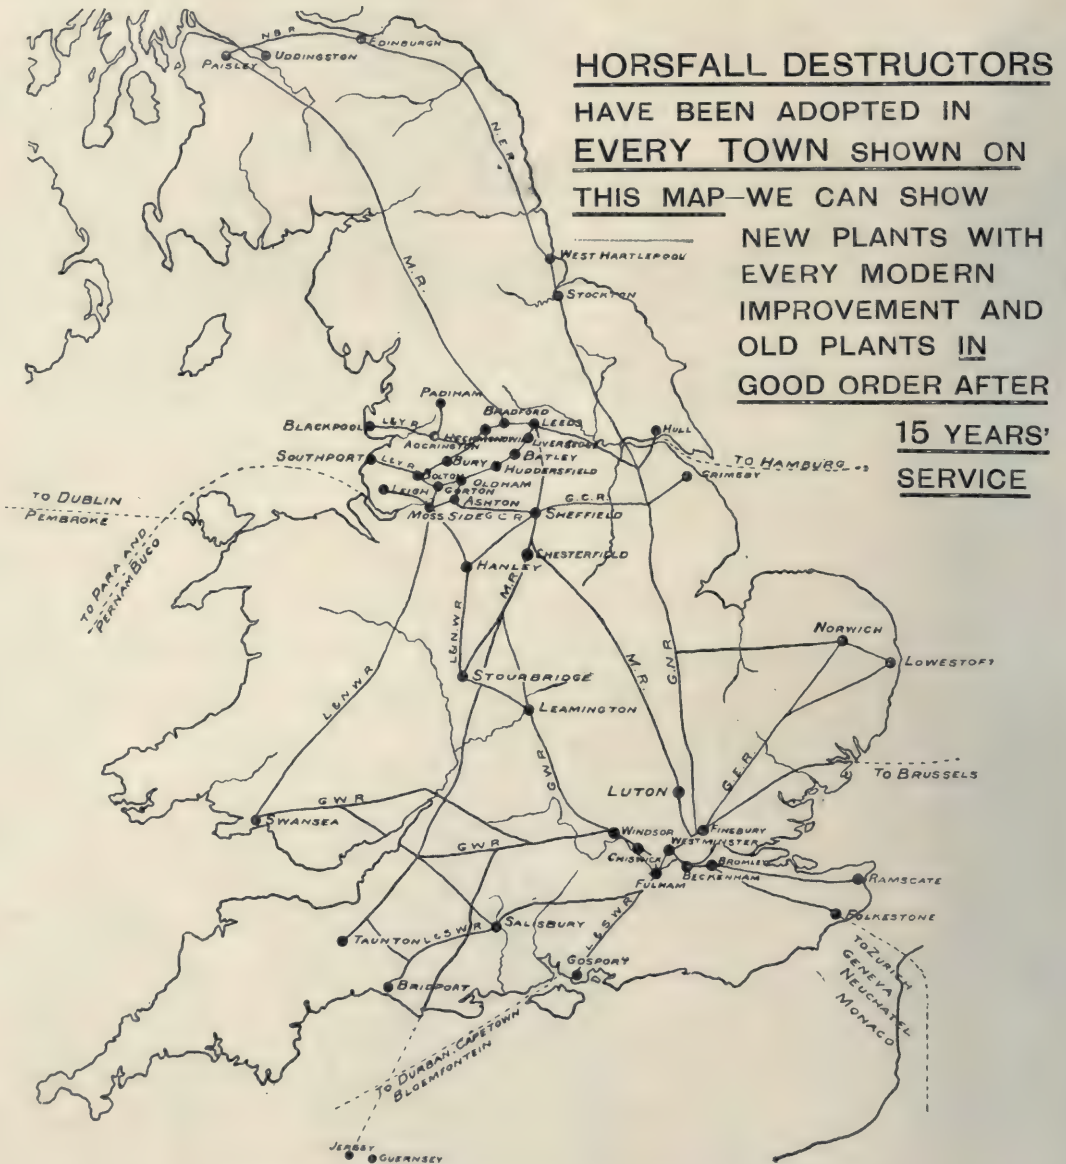 HORSFALL DESTRUCTORS
HAVE BEEN ADOPTED IN
EVERY TOWN SHOWN ON
THIS MAP—WE CAN SHOW
NEW PLANTS WITH
EVERY MODERN
IMPROVEMENT AND
OLD PLANTS IN
GOOD ORDER AFTER
15 YEARS'
SERVICE
N.B.R.
EDINBURGH
PAISLEY
UDDINGSTON
N.E.R.
M.R.
WEST HARTLEPOOL
STOCKTON
PADIHAM
BLACKPOOL
L&Y.R.
BRADFORD
LEEDS
HULL
ACCRINGTON
HECKMONDWIKE
LIVERSEDGE
SOUTHPORT
L&Y.R.
BURY
BATLEY
HUDDERSFIELD
BOLTON
OLDHAM
TO HAMBURG
GRIMSBY
LEIGH
GORTON
ASHTON
G.C.R.
MOSS SIDE
G.C.R.
SHEFFIELD
TO DUBLIN
PEMBROKE
TO PARA AND
PERNAMBUCO
HANLEY
CHESTERFIELD
M.R.
L&N.W.R
L&N.W.R
STOURBRIDGE
LEAMINGTON
M.R.
G.N.R
NORWICH
LOWESTOFT
G.W.R.
G.E.R.
TO BRUSSELS
LUTON
G.W.R
SWANSEA
G.W.R
WINDSOR
FINSBURY
WESTMINSTER
CHISWICK
BROMLEY
BECKENHAM
FULHAM
RAMSGATE
FOLKESTONE
TAUNTON
L&S.W.R
SALISBURY
L&S.W.R
GOSPORT
BRIDPORT
TO ZURICH
GENEVA
NEUCHATEL
MONACO
TO DURBAN, CAPETOWN
BLOEMFONTEIN
JERSEY
GUERNSEY